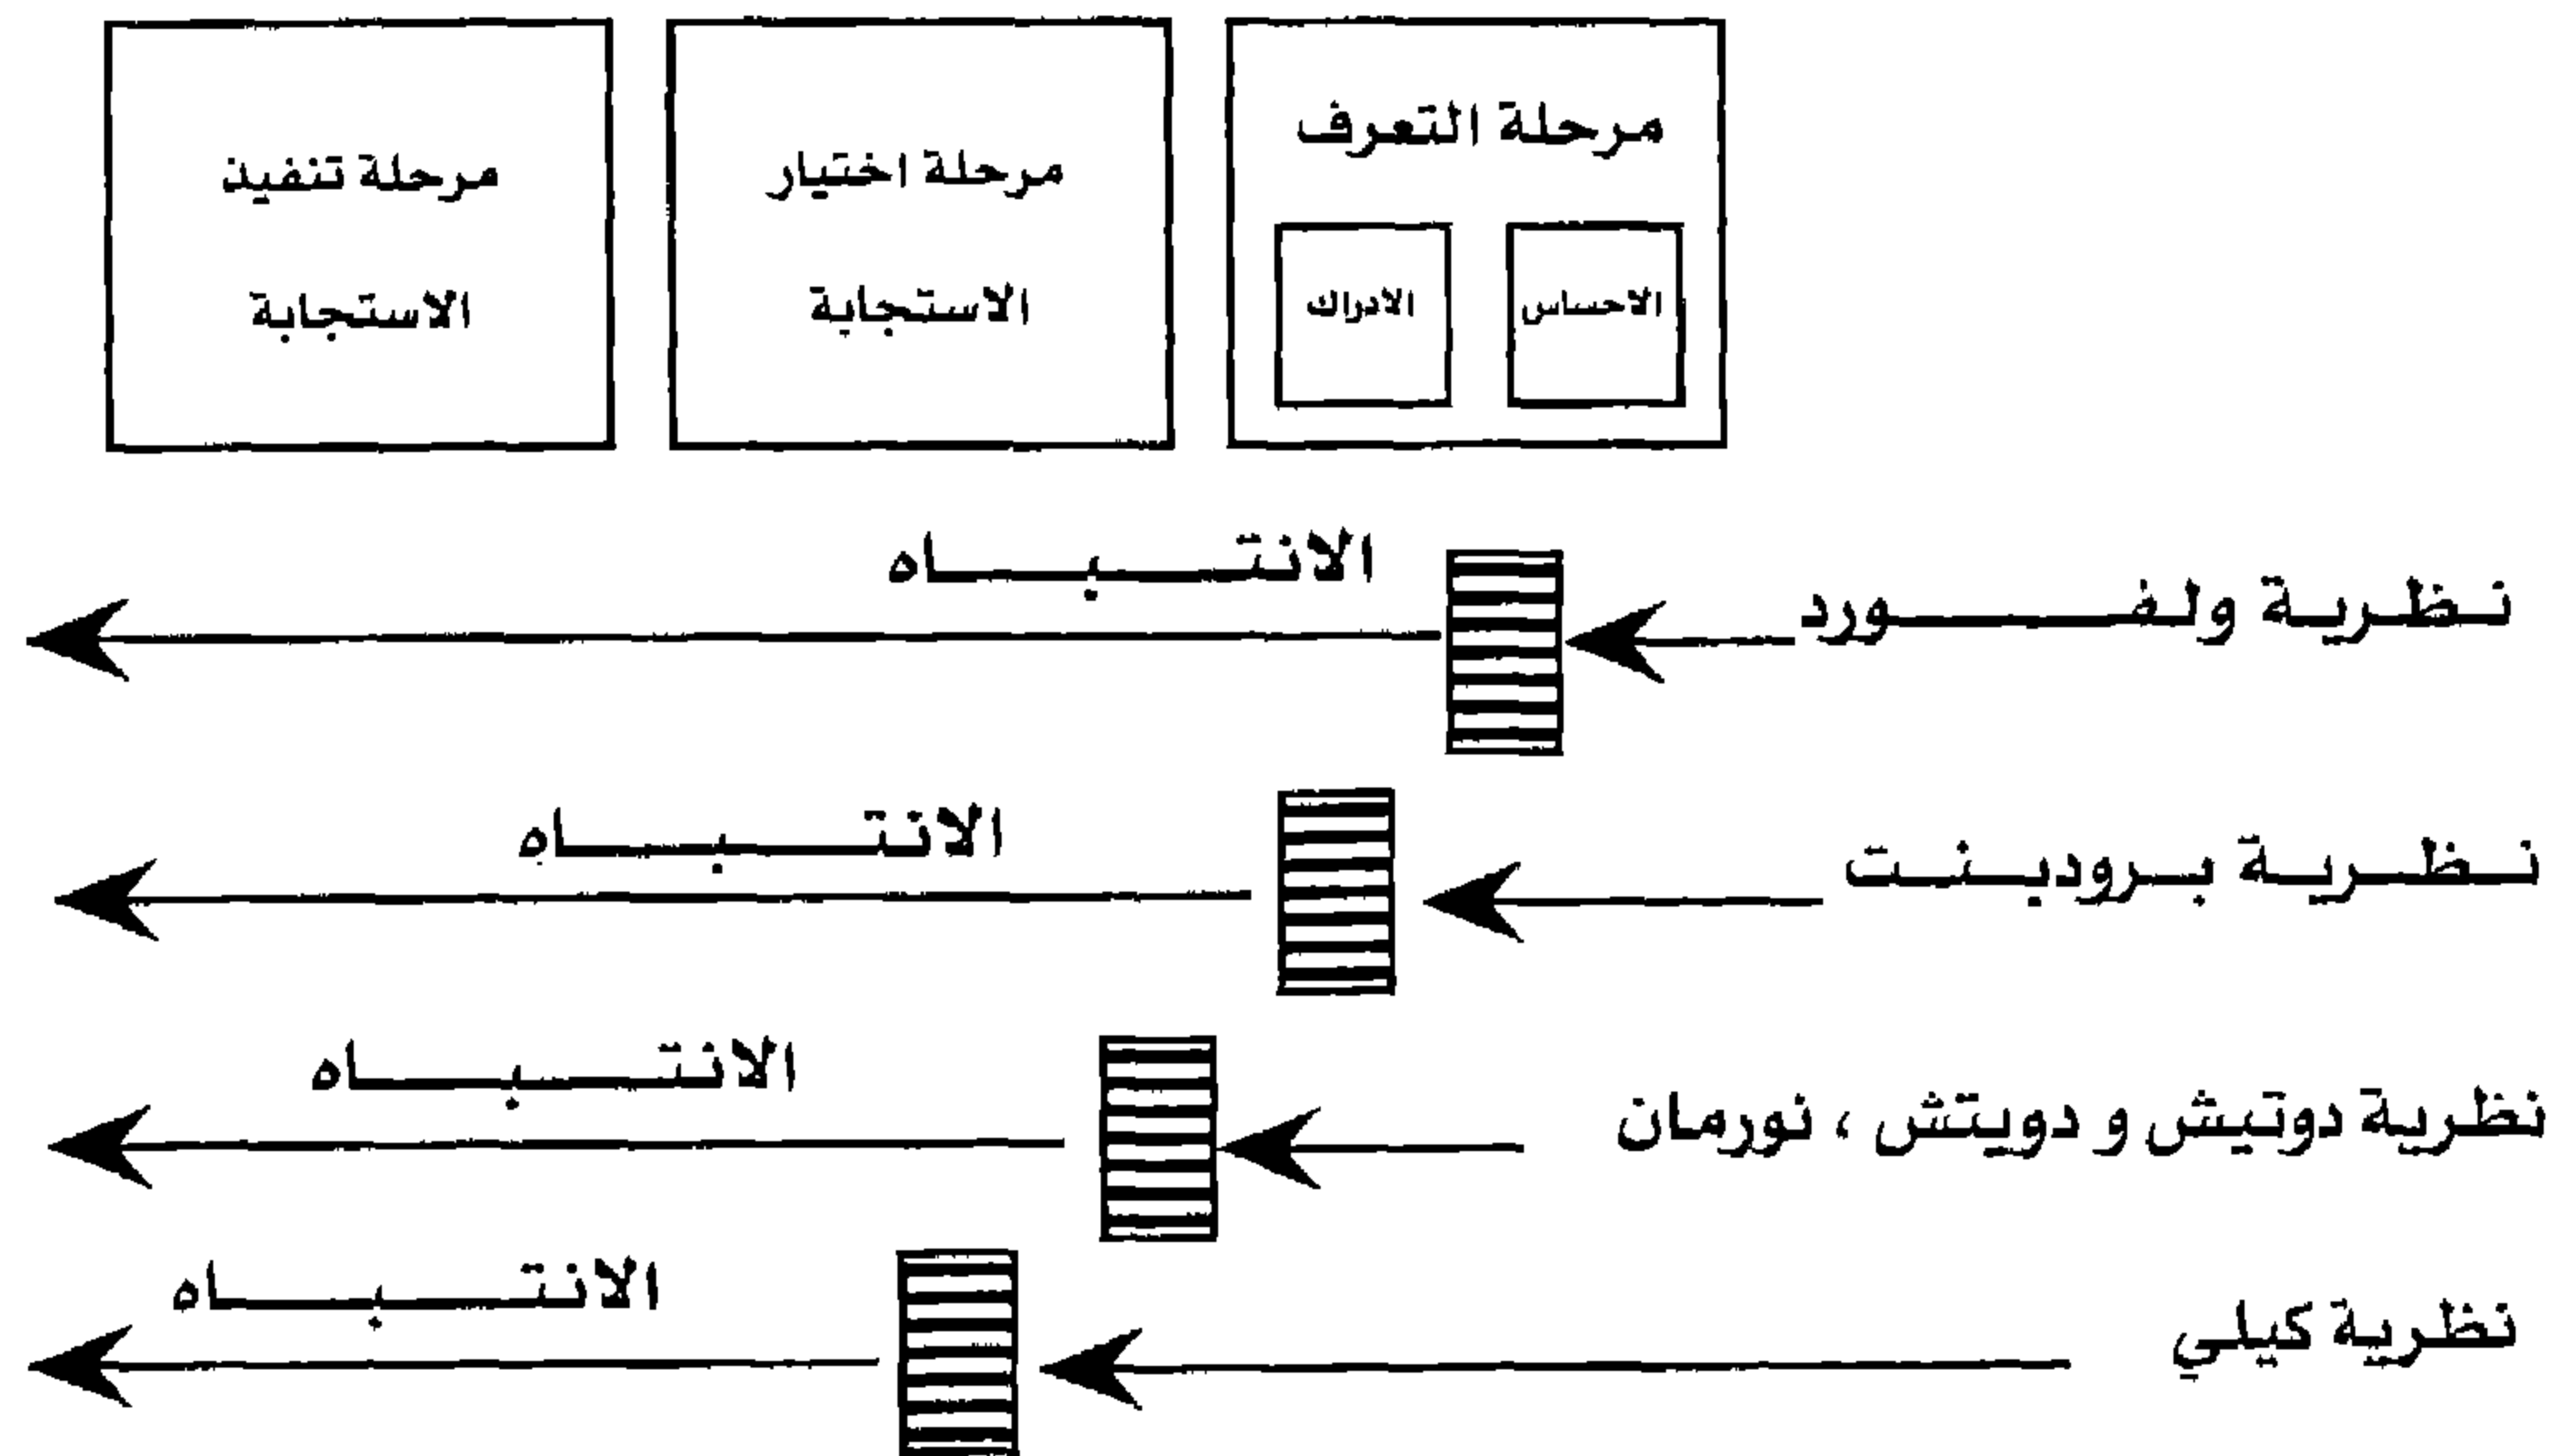 مرحلة التعرف
الاحساس
الادراك
مرحلة اختيار
الاستجابة
مرحلة تنفيذ
الاستجابة
نظرية ولفورد
الانتباه
نظرية برودبنت
الانتباه
نظرية دوتيش و دويتش ، نورمان
الانتباه
نظرية كيلي
الانتباه